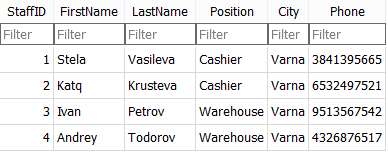 StaffID FirstName LastName Position City Phone
Filter Filter Filter Filter Filter Filter
1 Stela Vasileva Cashier Varna 3841395665
2 Katq Krusteva Cashier Varna 6532497521
3 Ivan Petrov Warehouse Varna 9513567542
4 Andrey Todorov Warehouse Varna 4326876517